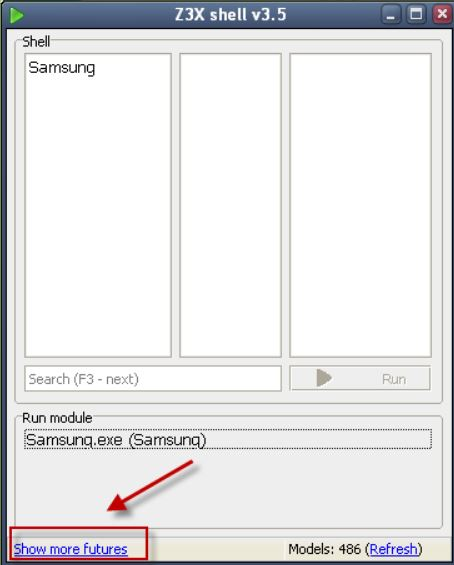 Z3X shell v3.5
Shell
Samsung
Search (F3 - next)
Run
Run module
Samsung.exe (Samsung)
Show more futures
Models: 486 (Refresh)